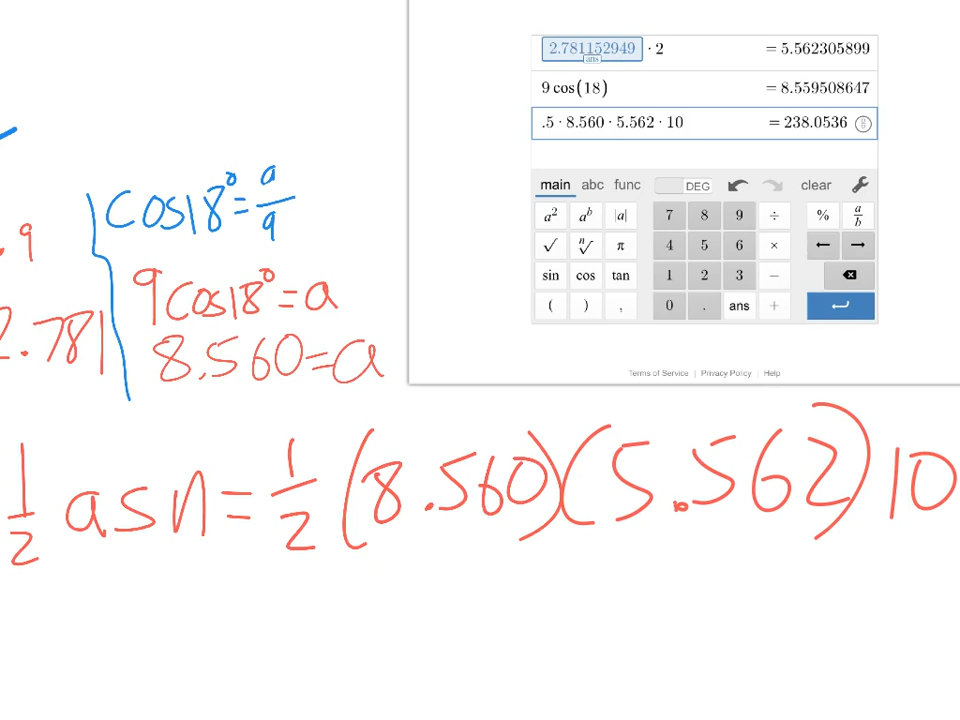 2.781152949 · 2 = 5.562305899
ans
9 cos(18) = 8.559508647
.5 · 8.560 · 5.562 · 10 = 238.0536
main abc func DEG clear
a² aᵇ |a| 7 8 9 ÷ % a/b
√ ⁿ√ π 4 5 6 × ← →
sin cos tan 1 2 3 −
( ) , 0 . ans +
Terms of Service | Privacy Policy | Help
cos18° = a/9
.9
9cos18° = a
2.781
8.560 = a
1/2 asn = 1/2 (8.560)(5.562)10